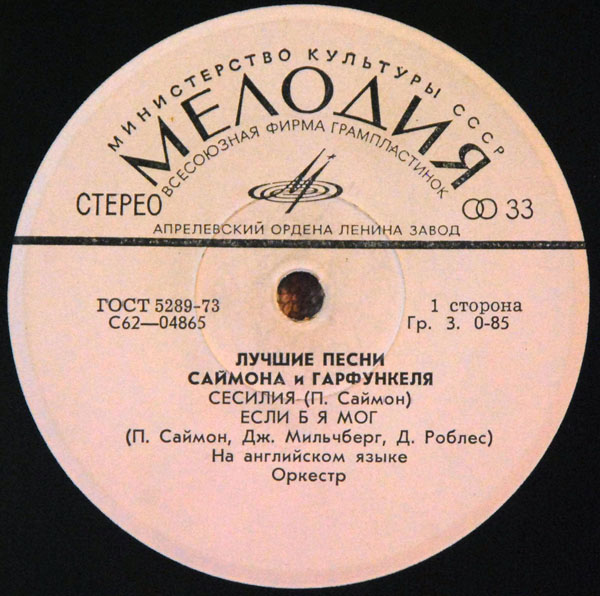 МИНИСТЕРСТВО КУЛЬТУРЫ СССР
МЕЛОДИЯ
ВСЕСОЮЗНАЯ ФИРМА ГРАМПЛАСТИНОК
СТЕРЕО
33
АПРЕЛЕВСКИЙ ОРДЕНА ЛЕНИНА ЗАВОД
ГОСТ 5289-73
1 сторона
С62—04865
Гр. 3. 0-85
ЛУЧШИЕ ПЕСНИ
САЙМОНА и ГАРФУНКЕЛЯ
СЕСИЛИЯ (П. Саймон)
ЕСЛИ Б Я МОГ
(П. Саймон, Дж. Мильчберг, Д. Роблес)
На английском языке
Оркестр